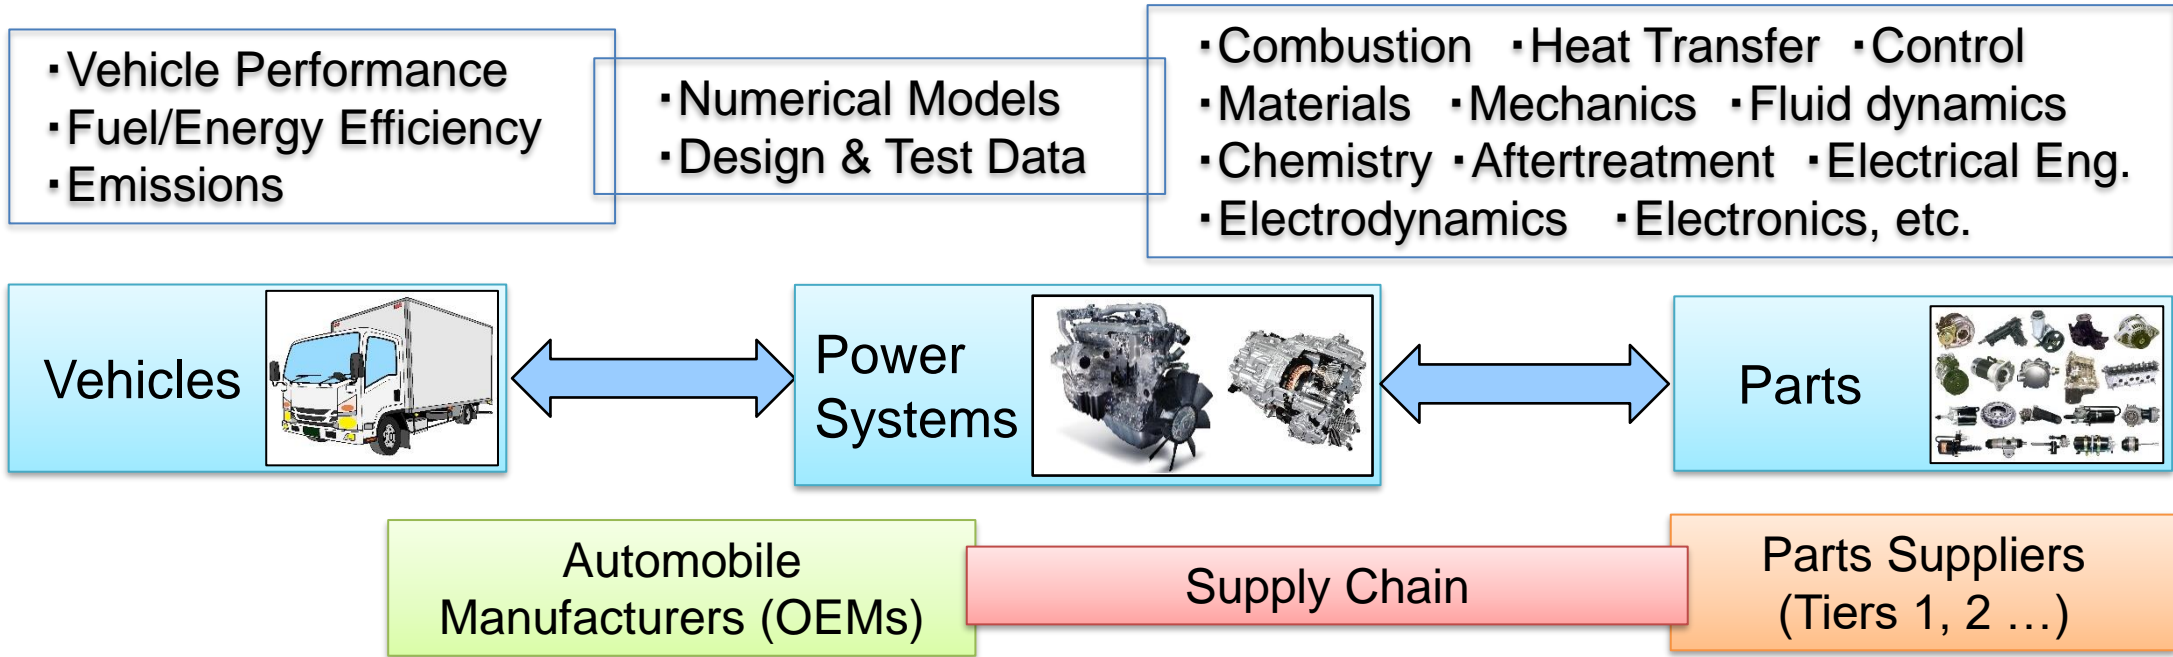 ・Vehicle Performance
・Fuel/Energy Efficiency
・Emissions
・Numerical Models
・Design & Test Data
・Combustion ・Heat Transfer ・Control
・Materials ・Mechanics ・Fluid dynamics
・Chemistry ・Aftertreatment ・Electrical Eng.
・Electrodynamics ・Electronics, etc.
Vehicles
Power
Systems
Parts
Automobile
Manufacturers (OEMs)
Supply Chain
Parts Suppliers
(Tiers 1, 2 …)